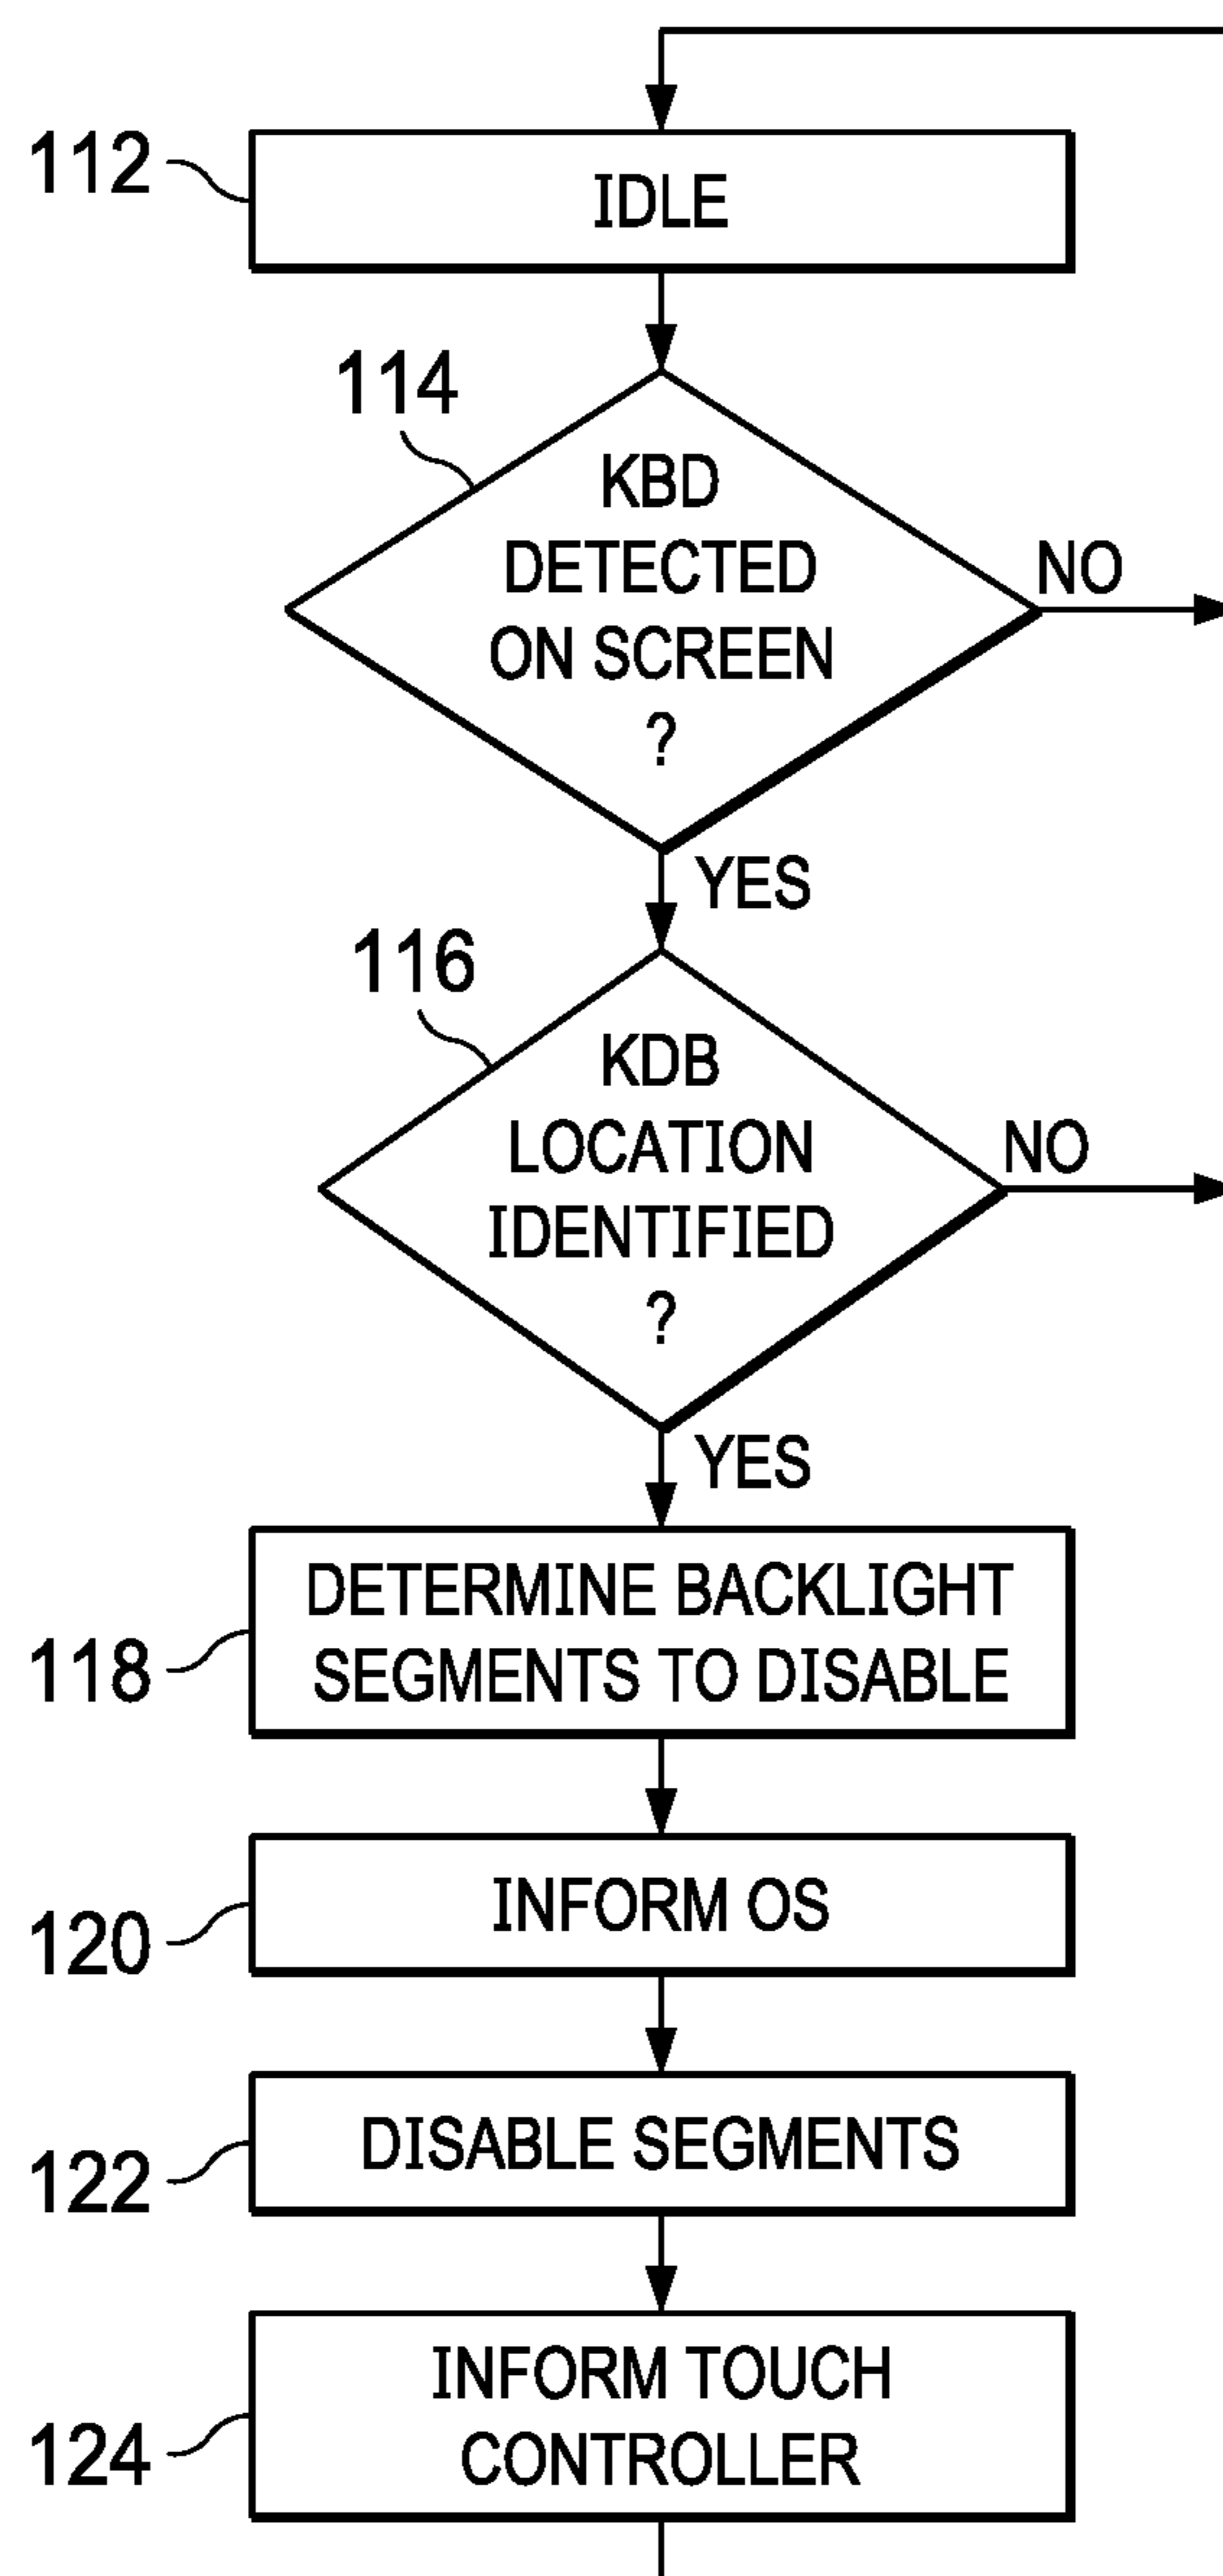 112
IDLE
114
KBD
DETECTED
ON SCREEN
?
NO
YES
116
KDB
LOCATION
IDENTIFIED
?
NO
YES
118
DETERMINE BACKLIGHT
SEGMENTS TO DISABLE
120
INFORM OS
122
DISABLE SEGMENTS
124
INFORM TOUCH
CONTROLLER